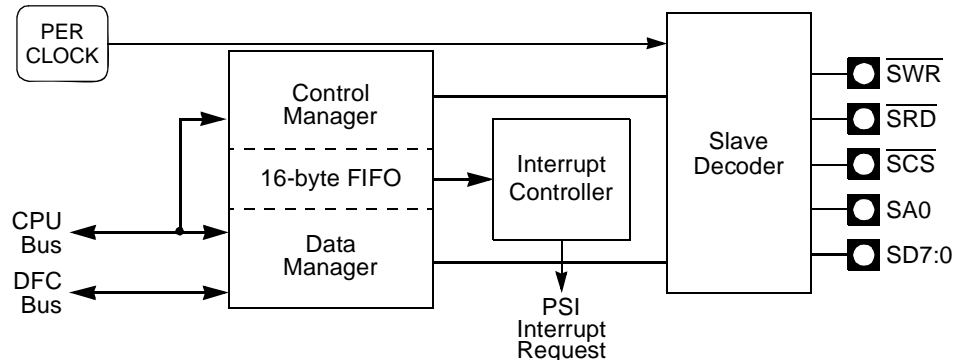 PER
CLOCK
Control
Manager
16-byte FIFO
Data
Manager
CPU
Bus
DFC
Bus
Interrupt
Controller
PSI
Interrupt
Request
Slave
Decoder
SWR
SRD
SCS
SA0
SD7:0